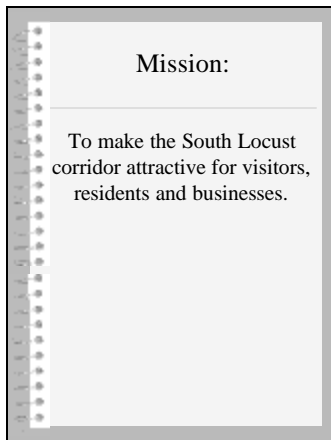 Mission:
To make the South Locust
corridor attractive for visitors,
residents and businesses.